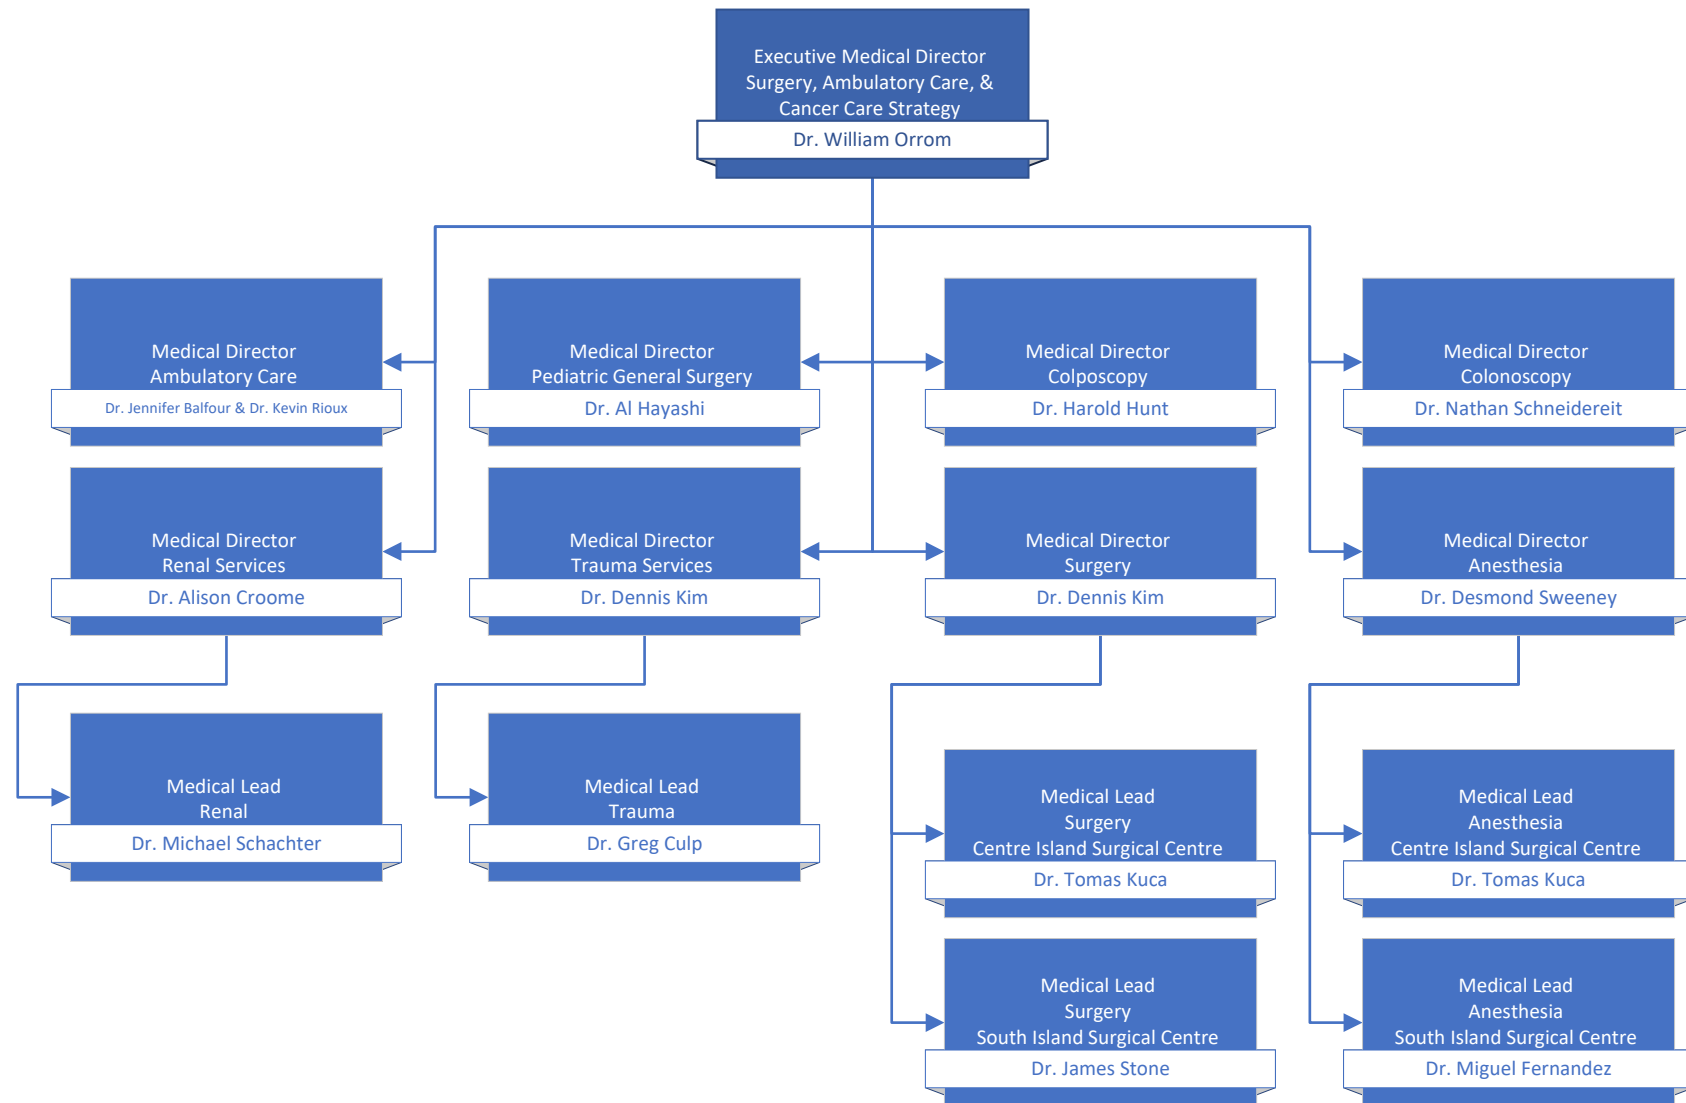 Executive Medical Director
Surgery, Ambulatory Care, &
Cancer Care Strategy
Dr. William Orrom
Medical Director
Ambulatory Care
Dr. Jennifer Balfour & Dr. Kevin Rioux
Medical Director
Pediatric General Surgery
Dr. Al Hayashi
Medical Director
Colposcopy
Dr. Harold Hunt
Medical Director
Colonoscopy
Dr. Nathan Schneidereit
Medical Director
Renal Services
Dr. Alison Croome
Medical Director
Trauma Services
Dr. Dennis Kim
Medical Director
Surgery
Dr. Dennis Kim
Medical Director
Anesthesia
Dr. Desmond Sweeney
Medical Lead
Renal
Dr. Michael Schachter
Medical Lead
Trauma
Dr. Greg Culp
Medical Lead
Surgery
Centre Island Surgical Centre
Dr. Tomas Kuca
Medical Lead
Anesthesia
Centre Island Surgical Centre
Dr. Tomas Kuca
Medical Lead
Surgery
South Island Surgical Centre
Dr. James Stone
Medical Lead
Anesthesia
South Island Surgical Centre
Dr. Miguel Fernandez